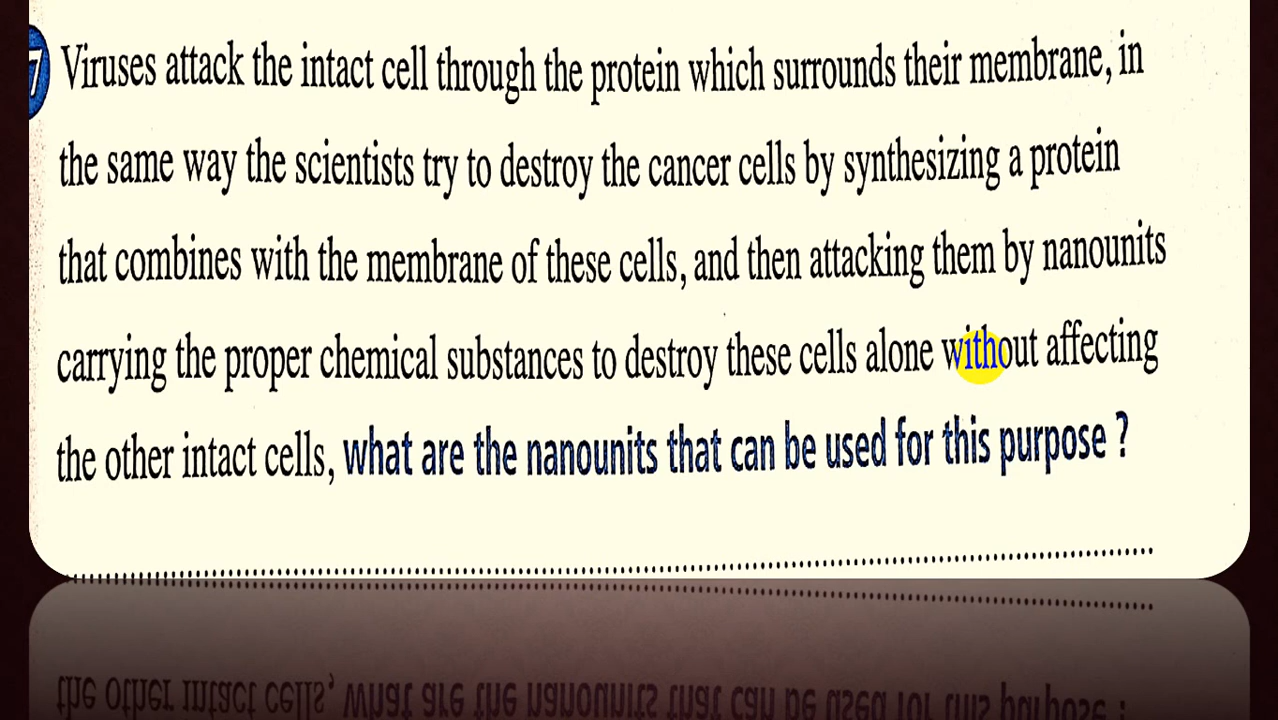 7 Viruses attack the intact cell through the protein which surrounds their membrane, in
the same way the scientists try to destroy the cancer cells by synthesizing a protein
that combines with the membrane of these cells, and then attacking them by nanounits
carrying the proper chemical substances to destroy these cells alone without affecting
the other intact cells, what are the nanounits that can be used for this purpose ?